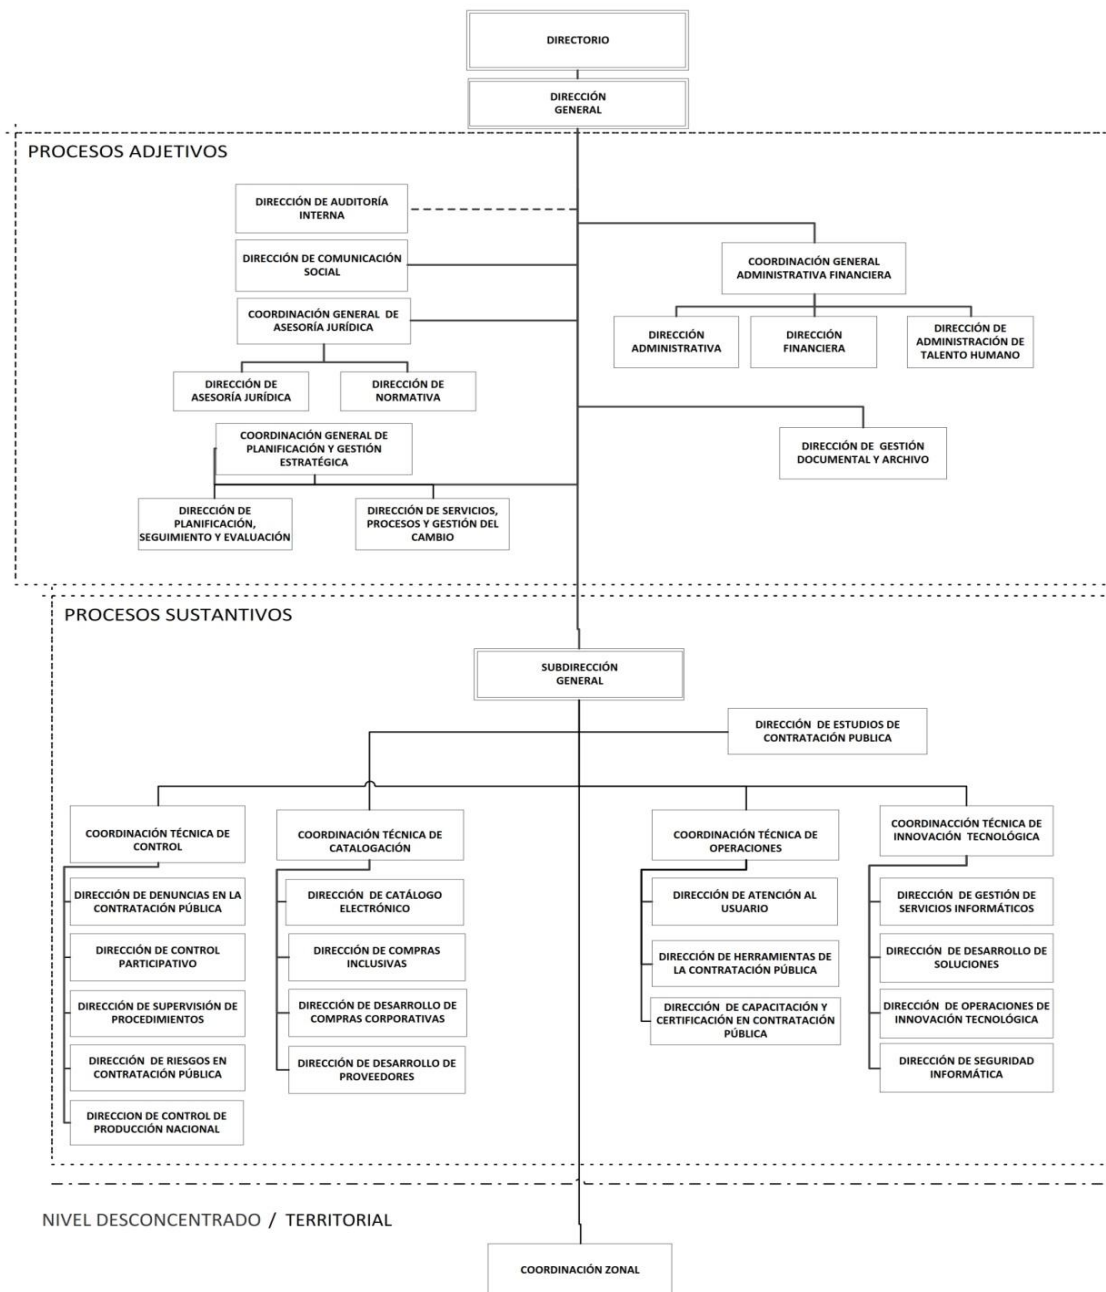 DIRECTORIO
DIRECCIÓN
GENERAL
PROCESOS ADJETIVOS
DIRECCIÓN DE AUDITORÍA
INTERNA
DIRECCIÓN DE COMUNICACIÓN
SOCIAL
COORDINACIÓN GENERAL DE
ASESORÍA JURÍDICA
DIRECCIÓN DE
ASESORÍA JURÍDICA
DIRECCIÓN DE
NORMATIVA
COORDINACIÓN GENERAL DE
PLANIFICACIÓN Y GESTIÓN
ESTRATÉGICA
DIRECCIÓN DE
PLANIFICACIÓN,
SEGUIMIENTO Y EVALUACIÓN
DIRECCIÓN DE SERVICIOS,
PROCESOS Y GESTIÓN DEL
CAMBIO
COORDINACIÓN GENERAL
ADMINISTRATIVA FINANCIERA
DIRECCIÓN
ADMINISTRATIVA
DIRECCIÓN
FINANCIERA
DIRECCIÓN DE
ADMINISTRACIÓN DE
TALENTO HUMANO
DIRECCIÓN DE GESTIÓN
DOCUMENTAL Y ARCHIVO
PROCESOS SUSTANTIVOS
SUBDIRECCIÓN
GENERAL
DIRECCIÓN DE ESTUDIOS DE
CONTRATACIÓN PUBLICA
COORDINACIÓN TÉCNICA DE
CONTROL
DIRECCIÓN DE DENUNCIAS EN LA
CONTRATACIÓN PÚBLICA
DIRECCIÓN DE CONTROL
PARTICIPATIVO
DIRECCIÓN DE SUPERVISIÓN DE
PROCEDIMIENTOS
DIRECCIÓN DE RIESGOS EN
CONTRATACIÓN PÚBLICA
DIRECCION DE CONTROL DE
PRODUCCIÓN NACIONAL
COORDINACIÓN TÉCNICA DE
CATALOGACIÓN
DIRECCIÓN DE CATÁLOGO
ELECTRÓNICO
DIRECCIÓN DE COMPRAS
INCLUSIVAS
DIRECCIÓN DE DESARROLLO DE
COMPRAS CORPORATIVAS
DIRECCIÓN DE DESARROLLO DE
PROVEEDORES
COORDINACIÓN TÉCNICA DE
OPERACIONES
DIRECCIÓN DE ATENCIÓN AL
USUARIO
DIRECCIÓN DE HERRAMIENTAS DE
LA CONTRATACIÓN PÚBLICA
DIRECCIÓN DE CAPACITACIÓN Y
CERTIFICACIÓN EN CONTRATACIÓN
PÚBLICA
COORDINACCIÓN TÉCNICA DE
INNOVACIÓN TECNOLÓGICA
DIRECCIÓN DE GESTIÓN DE
SERVICIOS INFORMÁTICOS
DIRECCIÓN DE DESARROLLO DE
SOLUCIONES
DIRECCIÓN DE OPERACIONES DE
INNOVACIÓN TECNOLÓGICA
DIRECCIÓN DE SEGURIDAD
INFORMÁTICA
NIVEL DESCONCENTRADO / TERRITORIAL
COORDINACIÓN ZONAL